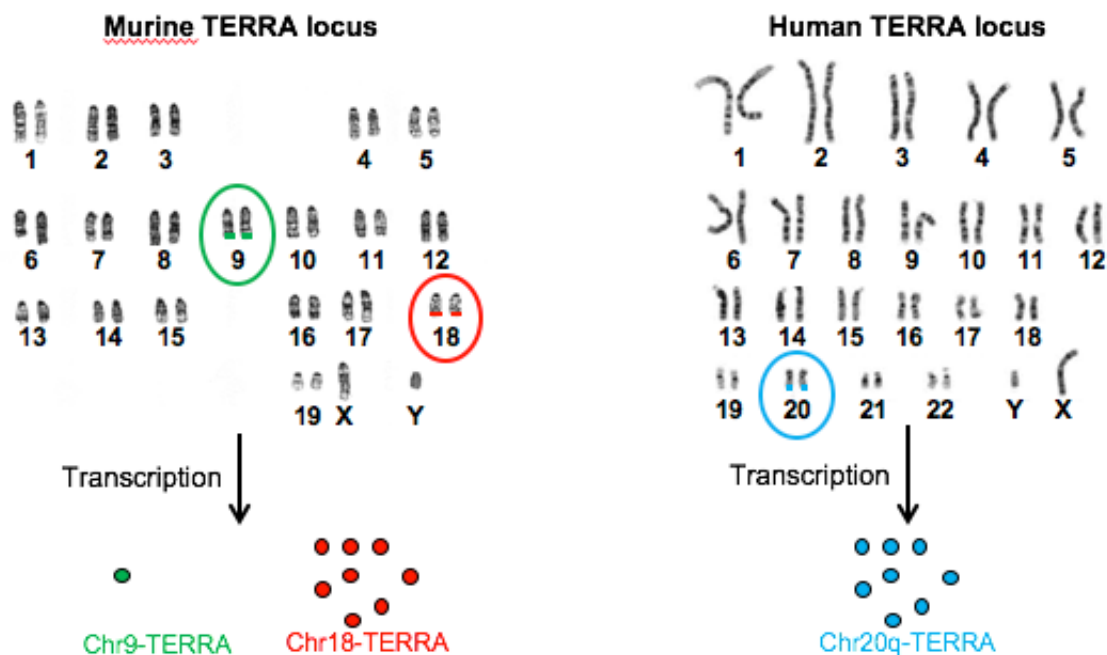 Murine TERRA locus
1 2 3 4 5
6 7 8 9 10 11 12
13 14 15 16 17 18
19 X Y
Transcription
Chr9-TERRA Chr18-TERRA
Human TERRA locus
1 2 3 4 5
6 7 8 9 10 11 12
13 14 15 16 17 18
19 20 21 22 Y X
Transcription
Chr20q-TERRA